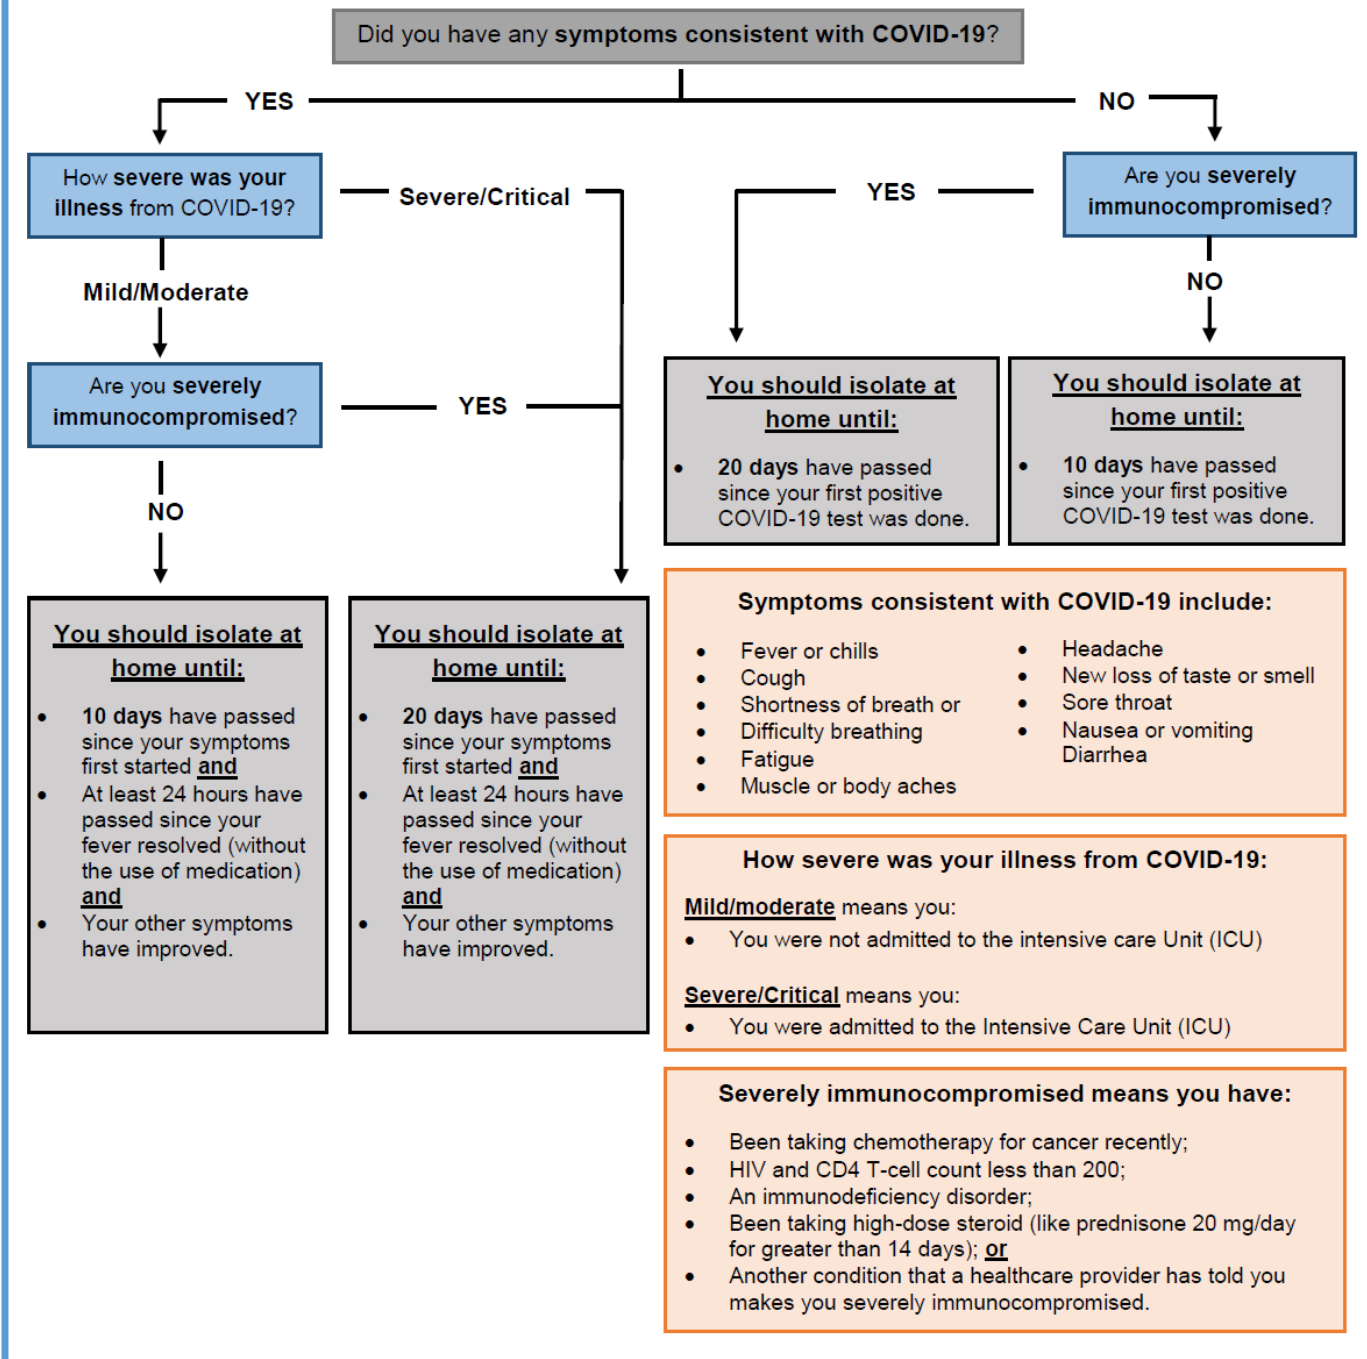 Did you have any symptoms consistent with COVID-19?
YES
NO
How severe was your
illness from COVID-19?
Severe/Critical
YES
Are you severely
immunocompromised?
Mild/Moderate
NO
Are you severely
immunocompromised?
YES
NO
You should isolate at
home until:
• 20 days have passed
since your first positive
COVID-19 test was done.
You should isolate at
home until:
• 10 days have passed
since your first positive
COVID-19 test was done.
You should isolate at
home until:
• 10 days have passed
since your symptoms
first started and
• At least 24 hours have
passed since your
fever resolved (without
the use of medication)
and
• Your other symptoms
have improved.
You should isolate at
home until:
• 20 days have passed
since your symptoms
first started and
• At least 24 hours have
passed since your
fever resolved (without
the use of medication)
and
• Your other symptoms
have improved.
Symptoms consistent with COVID-19 include:
• Fever or chills
• Cough
• Shortness of breath or
• Difficulty breathing
• Fatigue
• Muscle or body aches
• Headache
• New loss of taste or smell
• Sore throat
• Nausea or vomiting
Diarrhea
How severe was your illness from COVID-19:
Mild/moderate means you:
• You were not admitted to the intensive care Unit (ICU)
Severe/Critical means you:
• You were admitted to the Intensive Care Unit (ICU)
Severely immunocompromised means you have:
• Been taking chemotherapy for cancer recently;
• HIV and CD4 T-cell count less than 200;
• An immunodeficiency disorder;
• Been taking high-dose steroid (like prednisone 20 mg/day
for greater than 14 days); or
• Another condition that a healthcare provider has told you
makes you severely immunocompromised.